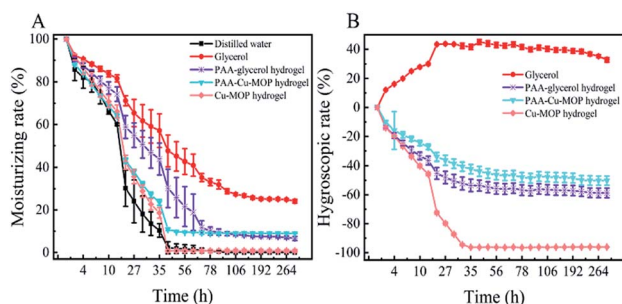 A
Moisturizing rate (%)
100
80
60
40
20
0
Distilled water
Glycerol
PAA-glycerol hydrogel
PAA-Cu-MOP hydrogel
Cu-MOP hydrogel
4 10 27 35 56 78 106 192 264
Time (h)
B
Hygroscopic rate (%)
40
20
0
-20
-40
-60
-80
-100
Glycerol
PAA-glycerol hydrogel
PAA-Cu-MOP hydrogel
Cu-MOP hydrogel
4 10 27 35 56 78 106 192 264
Time (h)